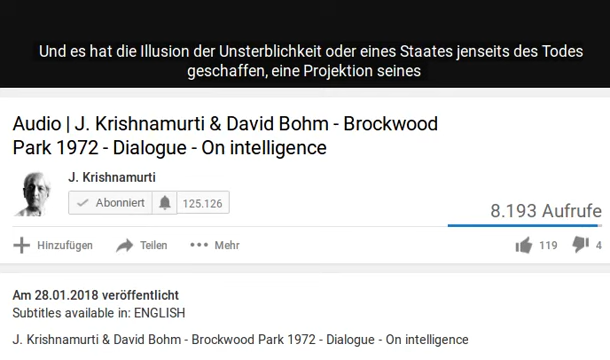 Und es hat die Illusion der Unsterblichkeit oder eines Staates jenseits des Todes
geschaffen, eine Projektion seines
Audio | J. Krishnamurti & David Bohm - Brockwood
Park 1972 - Dialogue - On intelligence
J. Krishnamurti
Abonniert 125.126
8.193 Aufrufe
Hinzufügen Teilen Mehr 119 4
Am 28.01.2018 veröffentlicht
Subtitles available in: ENGLISH
J. Krishnamurti & David Bohm - Brockwood Park 1972 - Dialogue - On intelligence